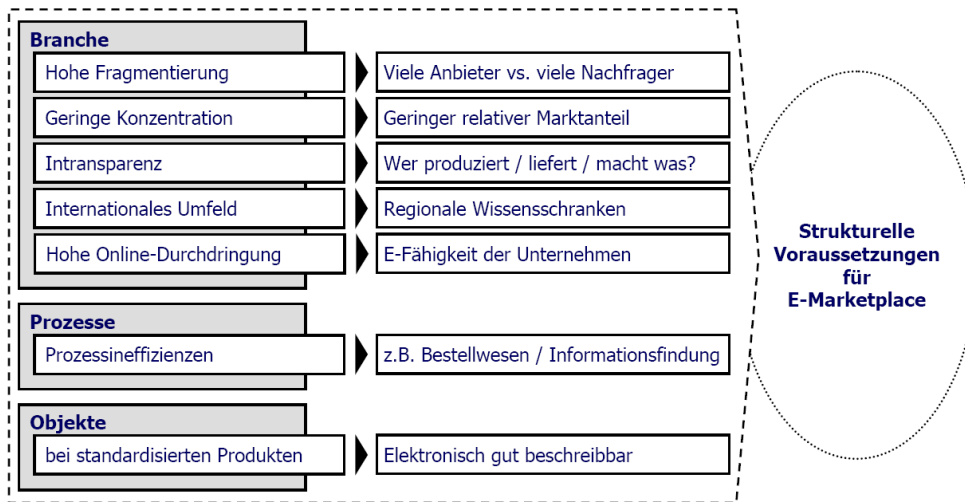 Branche
Hohe Fragmentierung
Viele Anbieter vs. viele Nachfrager
Geringe Konzentration
Geringer relativer Marktanteil
Intransparenz
Wer produziert / liefert / macht was?
Internationales Umfeld
Regionale Wissensschranken
Hohe Online-Durchdringung
E-Fähigkeit der Unternehmen
Prozesse
Prozessineffizienzen
z.B. Bestellwesen / Informationsfindung
Objekte
bei standardisierten Produkten
Elektronisch gut beschreibbar
Strukturelle
Voraussetzungen
für
E-Marketplace